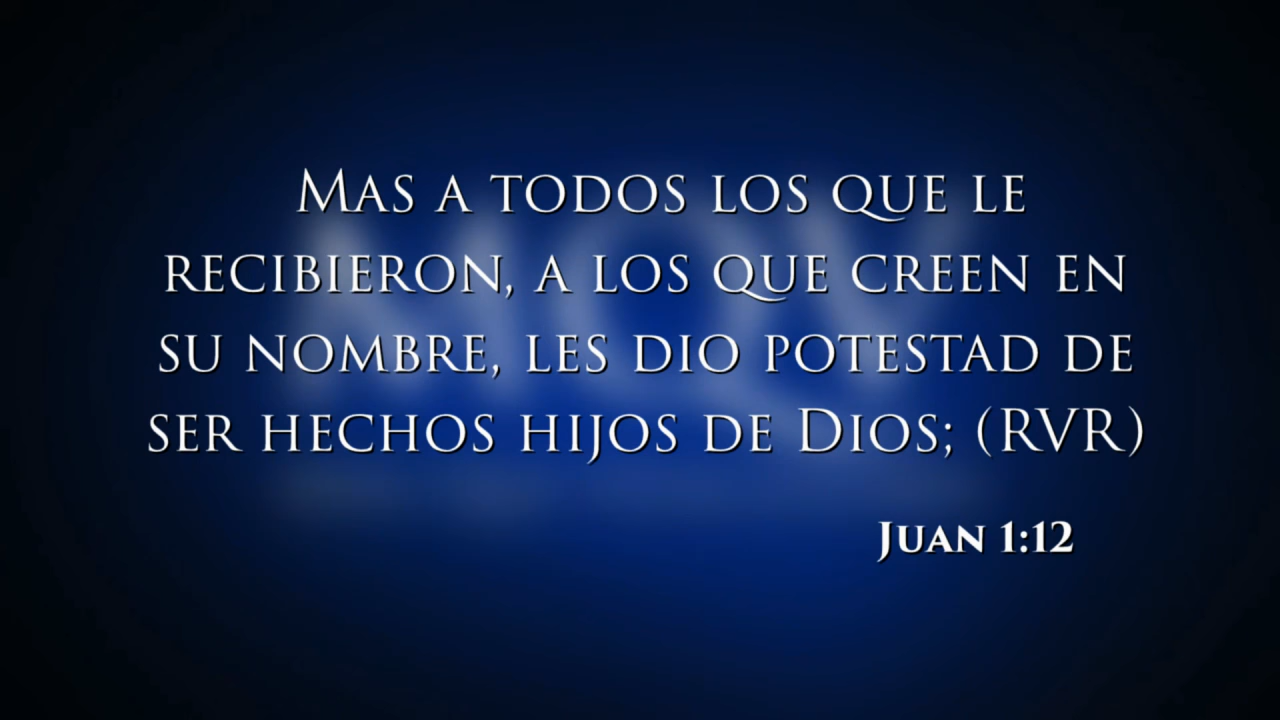 Mas a todos los que le
recibieron, a los que creen en
su nombre, les dio potestad de
ser hechos hijos de Dios; (RVR)
Juan 1:12